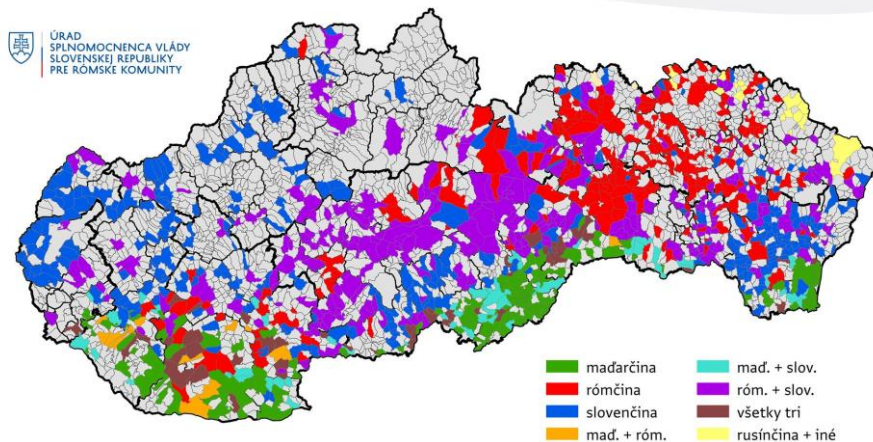 ÚRAD
SPLNOMOCNENCA VLÁDY
SLOVENSKEJ REPUBLIKY
PRE RÓMSKE KOMUNITY
maďarčina
rómčina
slovenčina
maď. + róm.
maď. + slov.
róm. + slov.
všetky tri
rusínčina + iné